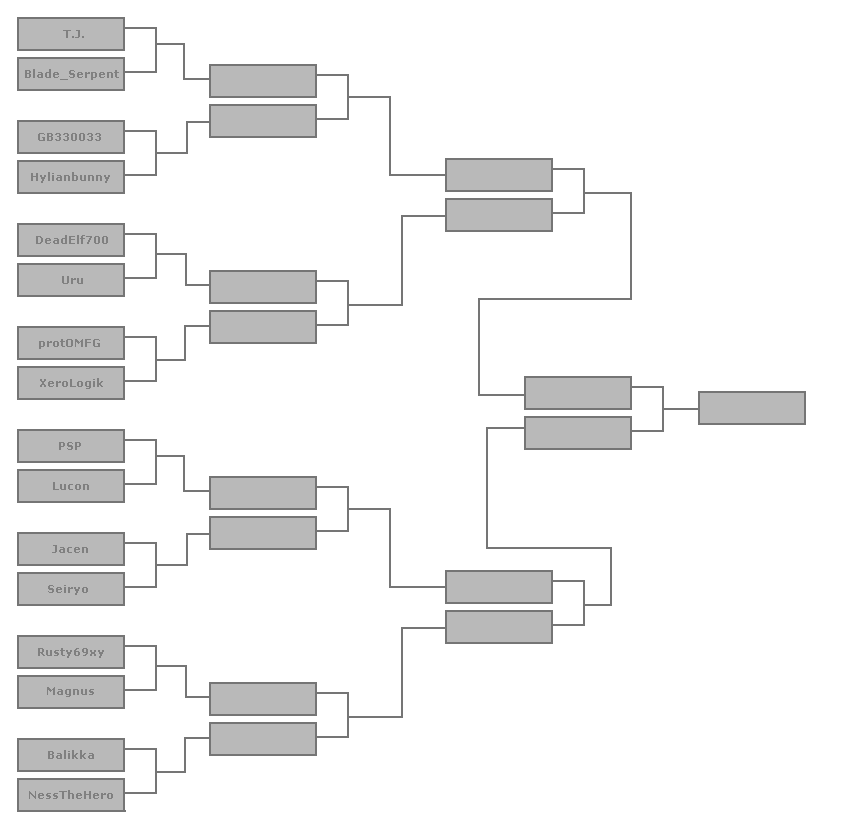 T.J.
Blade_Serpent
GB330033
Hylianbunny
DeadElf700
Uru
protOMFG
XeroLogik
PSP
Lucon
Jacen
Seiryo
Rusty69xy
Magnus
Balikka
NessTheHero